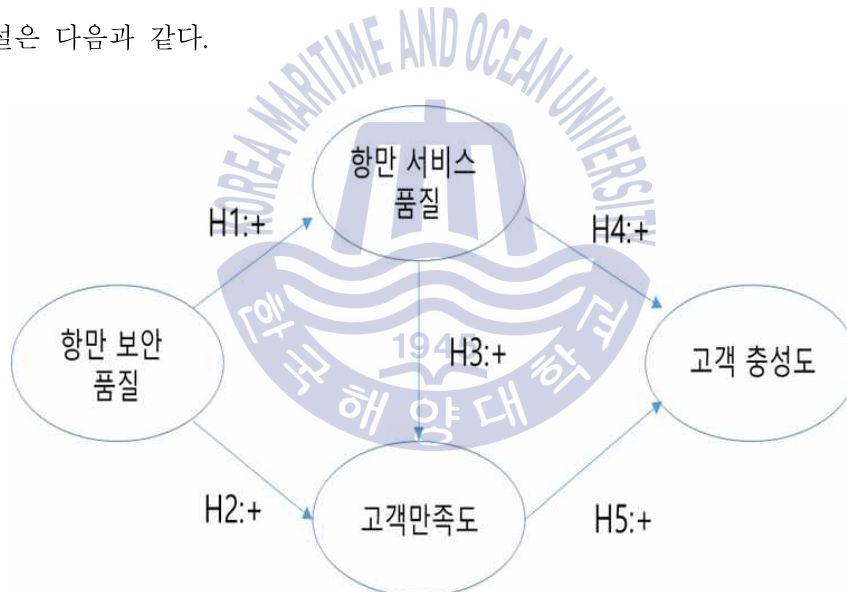 설은 다음과 같다.
KOREA MARITIME AND OCEAN UNIVERSITY
항만 서비스
품질
H1:+
H4:+
항만 보안
품질
1945
H3:+
고객 충성도
한국해양대학교
H2:+
고객만족도
H5:+